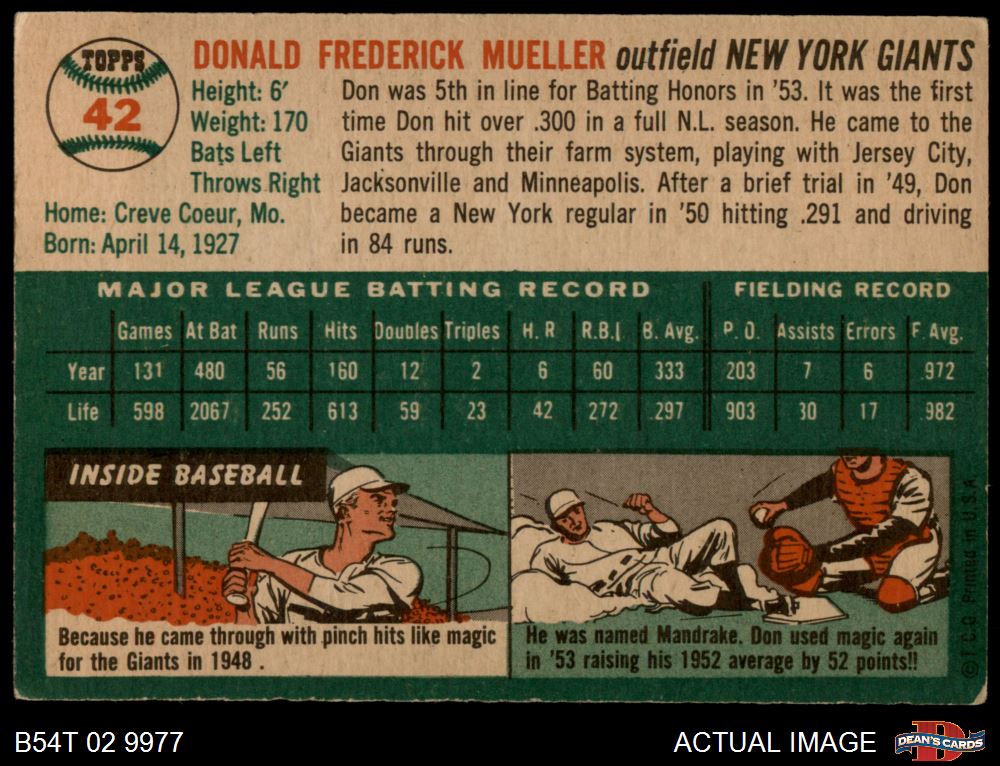 TOPPS
42
DONALD FREDERICK MUELLER outfield NEW YORK GIANTS
Height: 6'
Weight: 170
Bats Left
Throws Right
Home: Creve Coeur, Mo.
Born: April 14, 1927
Don was 5th in line for Batting Honors in '53. It was the first
time Don hit over .300 in a full N.L. season. He came to the
Giants through their farm system, playing with Jersey City,
Jacksonville and Minneapolis. After a brief trial in '49, Don
became a New York regular in '50 hitting .291 and driving
in 84 runs.
MAJOR LEAGUE BATTING RECORD FIELDING RECORD
Games At Bat Runs Hits Doubles Triples H. R R.B.I. B. Avg. P. O. Assists Errors F. Avg.
Year 131 480 56 160 12 2 6 60 333 203 7 6 .972
Life 598 2067 252 613 59 23 42 272 .297 903 30 17 .982
INSIDE BASEBALL
Because he came through with pinch hits like magic
for the Giants in 1948 .
He was named Mandrake. Don used magic again
in '53 raising his 1952 average by 52 points!!
© T.C.G. Printed in U.S.A.
B54T 02 9977
ACTUAL IMAGE
DEAN'S CARDS